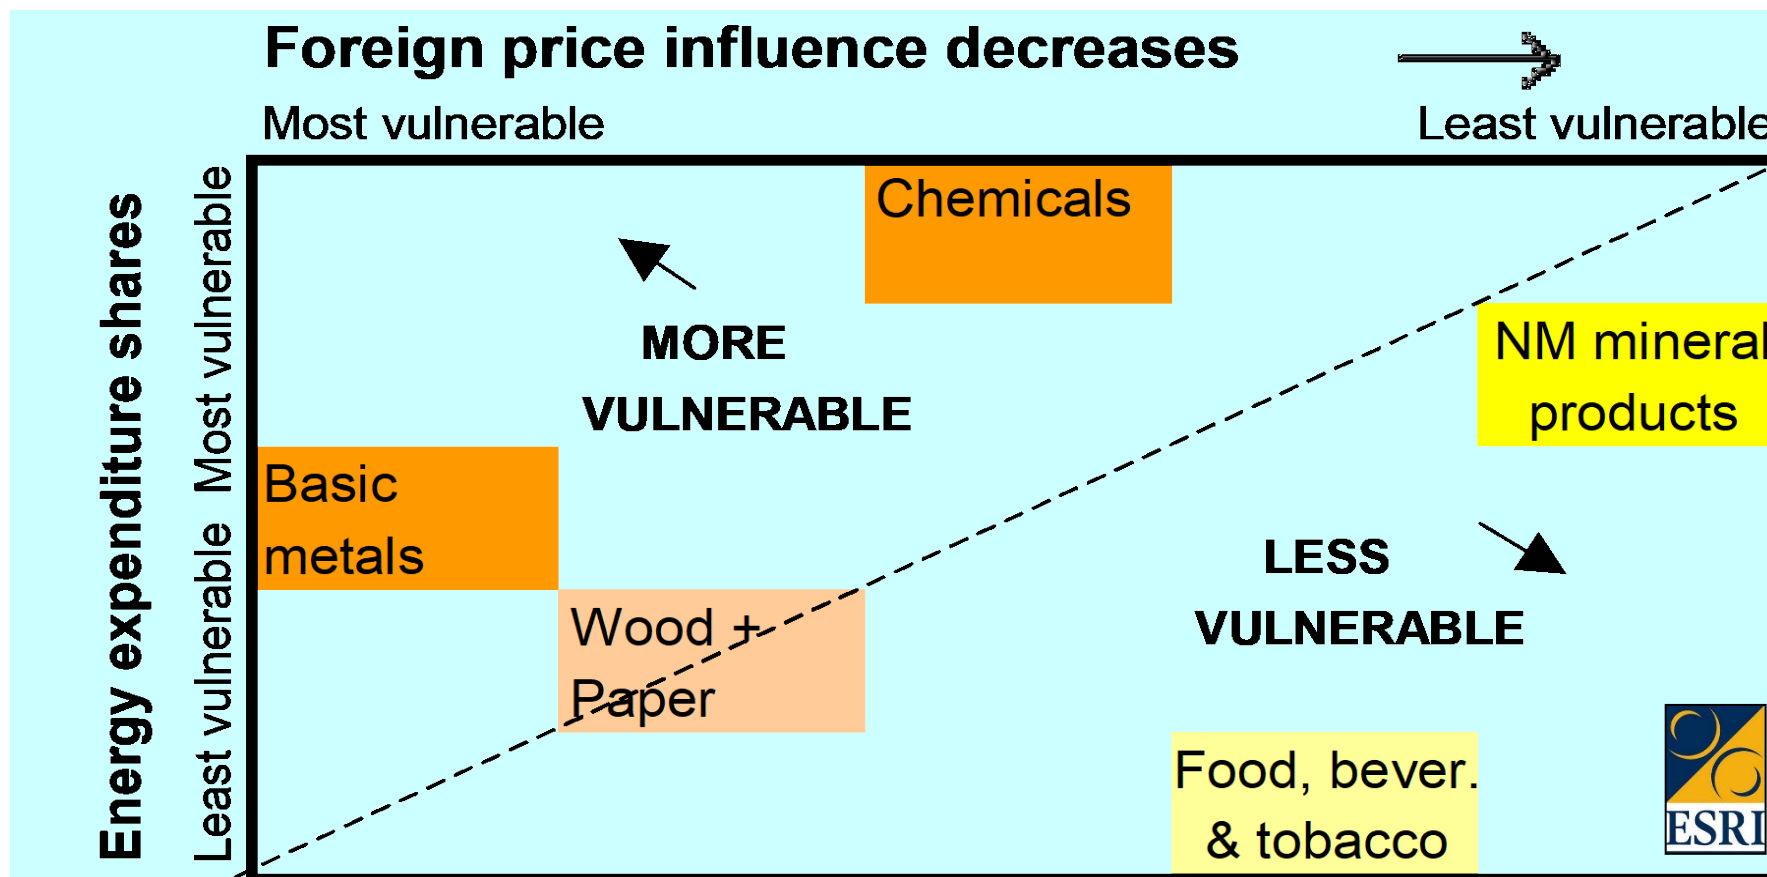 Foreign price influence decreases
Most vulnerable
Least vulnerable
Energy expenditure shares
Most vulnerable
Least vulnerable
Chemicals
MORE
VULNERABLE
NM mineral
products
Basic
metals
LESS
VULNERABLE
Wood +
Paper
Food, bever.
& tobacco
ESRI